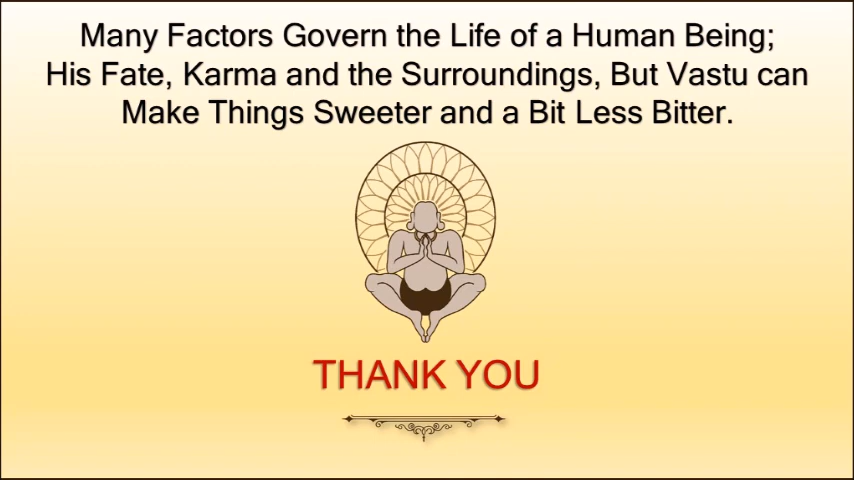 Many Factors Govern the Life of a Human Being;
His Fate, Karma and the Surroundings, But Vastu can
Make Things Sweeter and a Bit Less Bitter.
THANK YOU